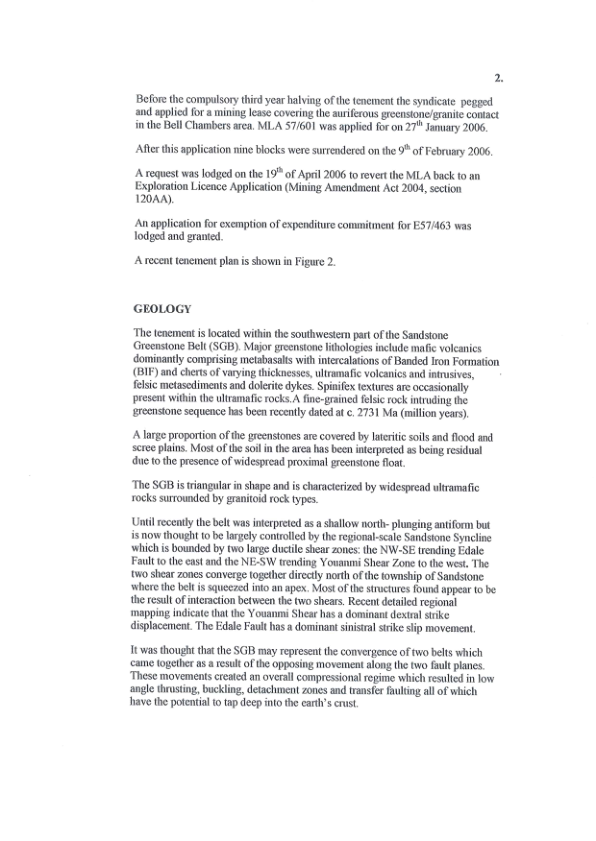 2.
Before the compulsory third year halving of the tenement the syndicate pegged
and applied for a mining lease covering the auriferous greenstone/granite contact
in the Bell Chambers area. MLA 57/601 was applied for on 27th January 2006.
After this application nine blocks were surrendered on the 9th of February 2006.
A request was lodged on the 19th of April 2006 to revert the MLA back to an
Exploration Licence Application (Mining Amendment Act 2004, section
120AA).
An application for exemption of expenditure commitment for E57/463 was
lodged and granted.
A recent tenement plan is shown in Figure 2.
GEOLOGY
The tenement is located within the southwestern part of the Sandstone
Greenstone Belt (SGB). Major greenstone lithologies include mafic volcanics
dominantly comprising metabasalts with intercalations of Banded Iron Formation
(BIF) and cherts of varying thicknesses, ultramafic volcanics and intrusives,
felsic metasediments and dolerite dykes. Spinifex textures are occasionally
present within the ultramafic rocks.A fine-grained felsic rock intruding the
greenstone sequence has been recently dated at c. 2731 Ma (million years).
A large proportion of the greenstones are covered by lateritic soils and flood and
scree plains. Most of the soil in the area has been interpreted as being residual
due to the presence of widespread proximal greenstone float.
The SGB is triangular in shape and is characterized by widespread ultramafic
rocks surrounded by granitoid rock types.
Until recently the belt was interpreted as a shallow north- plunging antiform but
is now thought to be largely controlled by the regional-scale Sandstone Syncline
which is bounded by two large ductile shear zones: the NW-SE trending Edale
Fault to the east and the NE-SW trending Youanmi Shear Zone to the west. The
two shear zones converge together directly north of the township of Sandstone
where the belt is squeezed into an apex. Most of the structures found appear to be
the result of interaction between the two shears. Recent detailed regional
mapping indicate that the Youanmi Shear has a dominant dextral strike
displacement. The Edale Fault has a dominant sinistral strike slip movement.
It was thought that the SGB may represent the convergence of two belts which
came together as a result of the opposing movement along the two fault planes.
These movements created an overall compressional regime which resulted in low
angle thrusting, buckling, detachment zones and transfer faulting all of which
have the potential to tap deep into the earth's crust.